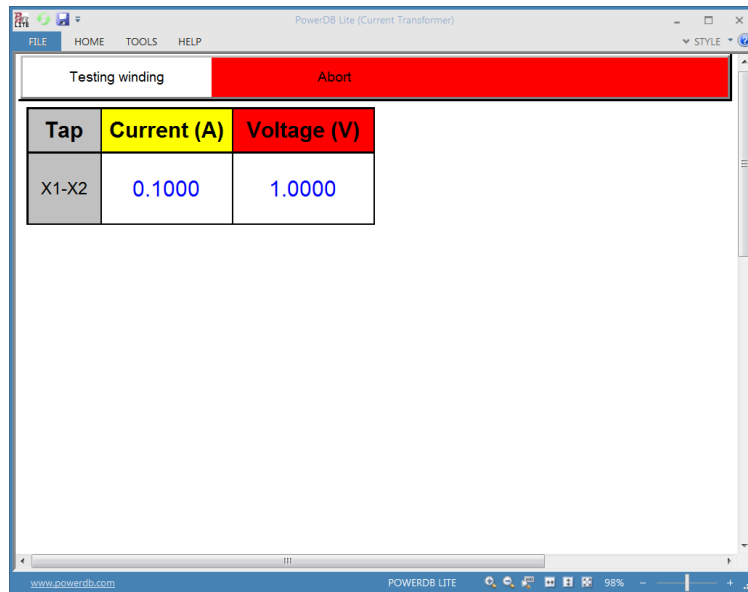 PowerDB Lite (Current Transformer)
FILE HOME TOOLS HELP STYLE
Testing winding Abort
Tap Current (A) Voltage (V)
X1-X2 0.1000 1.0000
www.powerdb.com POWERDB LITE 98%